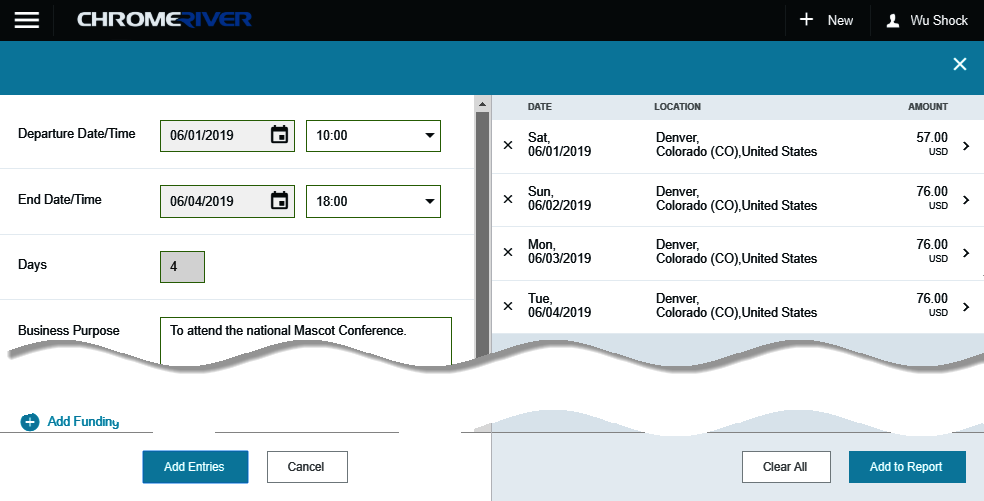 CHROMERIVER
+ New
Wu Shock
Departure Date/Time
06/01/2019
10:00
End Date/Time
06/04/2019
18:00
Days
4
Business Purpose
To attend the national Mascot Conference.
Add Funding
Add Entries
Cancel
DATE LOCATION AMOUNT
Sat, Denver, 57.00
06/01/2019 Colorado (CO),United States USD
Sun, Denver, 76.00
06/02/2019 Colorado (CO),United States USD
Mon, Denver, 76.00
06/03/2019 Colorado (CO),United States USD
Tue, Denver, 76.00
06/04/2019 Colorado (CO),United States USD
Clear All
Add to Report